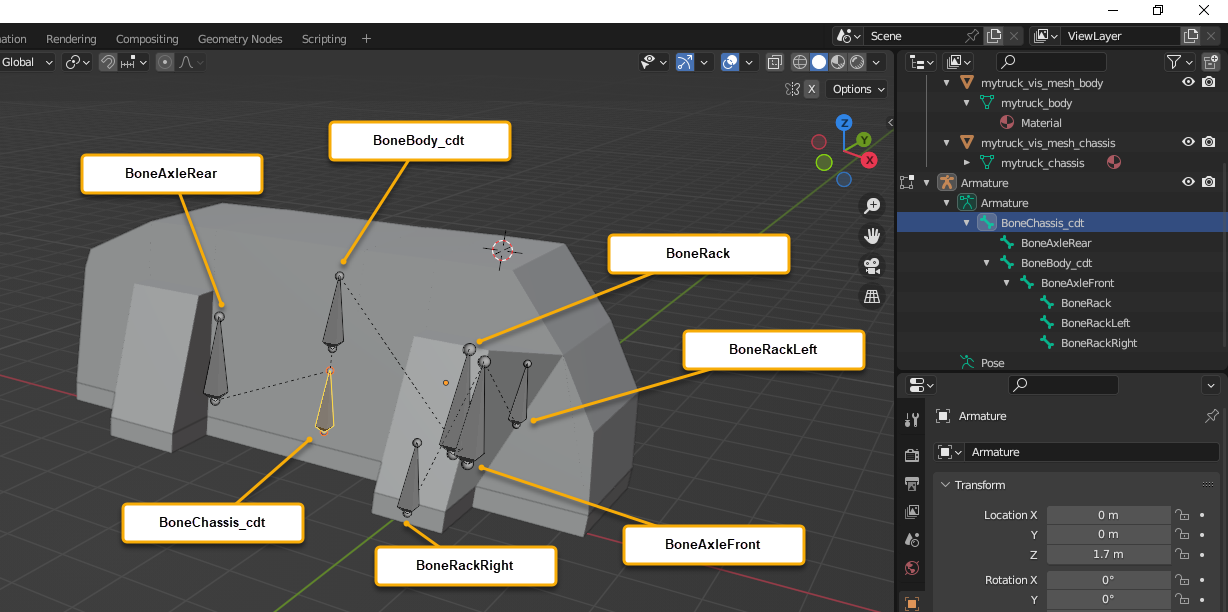 ation Rendering Compositing Geometry Nodes Scripting +
Scene
ViewLayer
Global
X Options
Z
Y
X
BoneBody_cdt
BoneAxleRear
BoneRack
BoneRackLeft
BoneChassis_cdt
BoneAxleFront
BoneRackRight
mytruck_vis_mesh_body
mytruck_body
Material
mytruck_vis_mesh_chassis
mytruck_chassis
Armature
Armature
BoneChassis_cdt
BoneAxleRear
BoneBody_cdt
BoneAxleFront
BoneRack
BoneRackLeft
BoneRackRight
Pose
Armature
Armature
Transform
Location X 0 m
Y 0 m
Z 1.7 m
Rotation X 0°
Y 0°